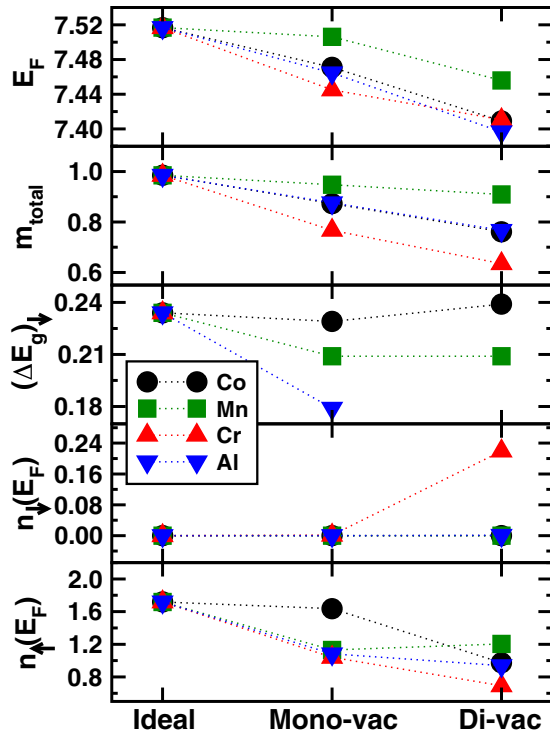 E_F
7.52
7.48
7.44
7.40
m_total
1.0
0.8
0.6
(ΔE_g)↓
0.24
0.21
0.18
Co
Mn
Cr
Al
n↓(E_F)
0.24
0.16
0.08
0.00
n↑(E_F)
2.0
1.6
1.2
0.8
Ideal Mono-vac Di-vac